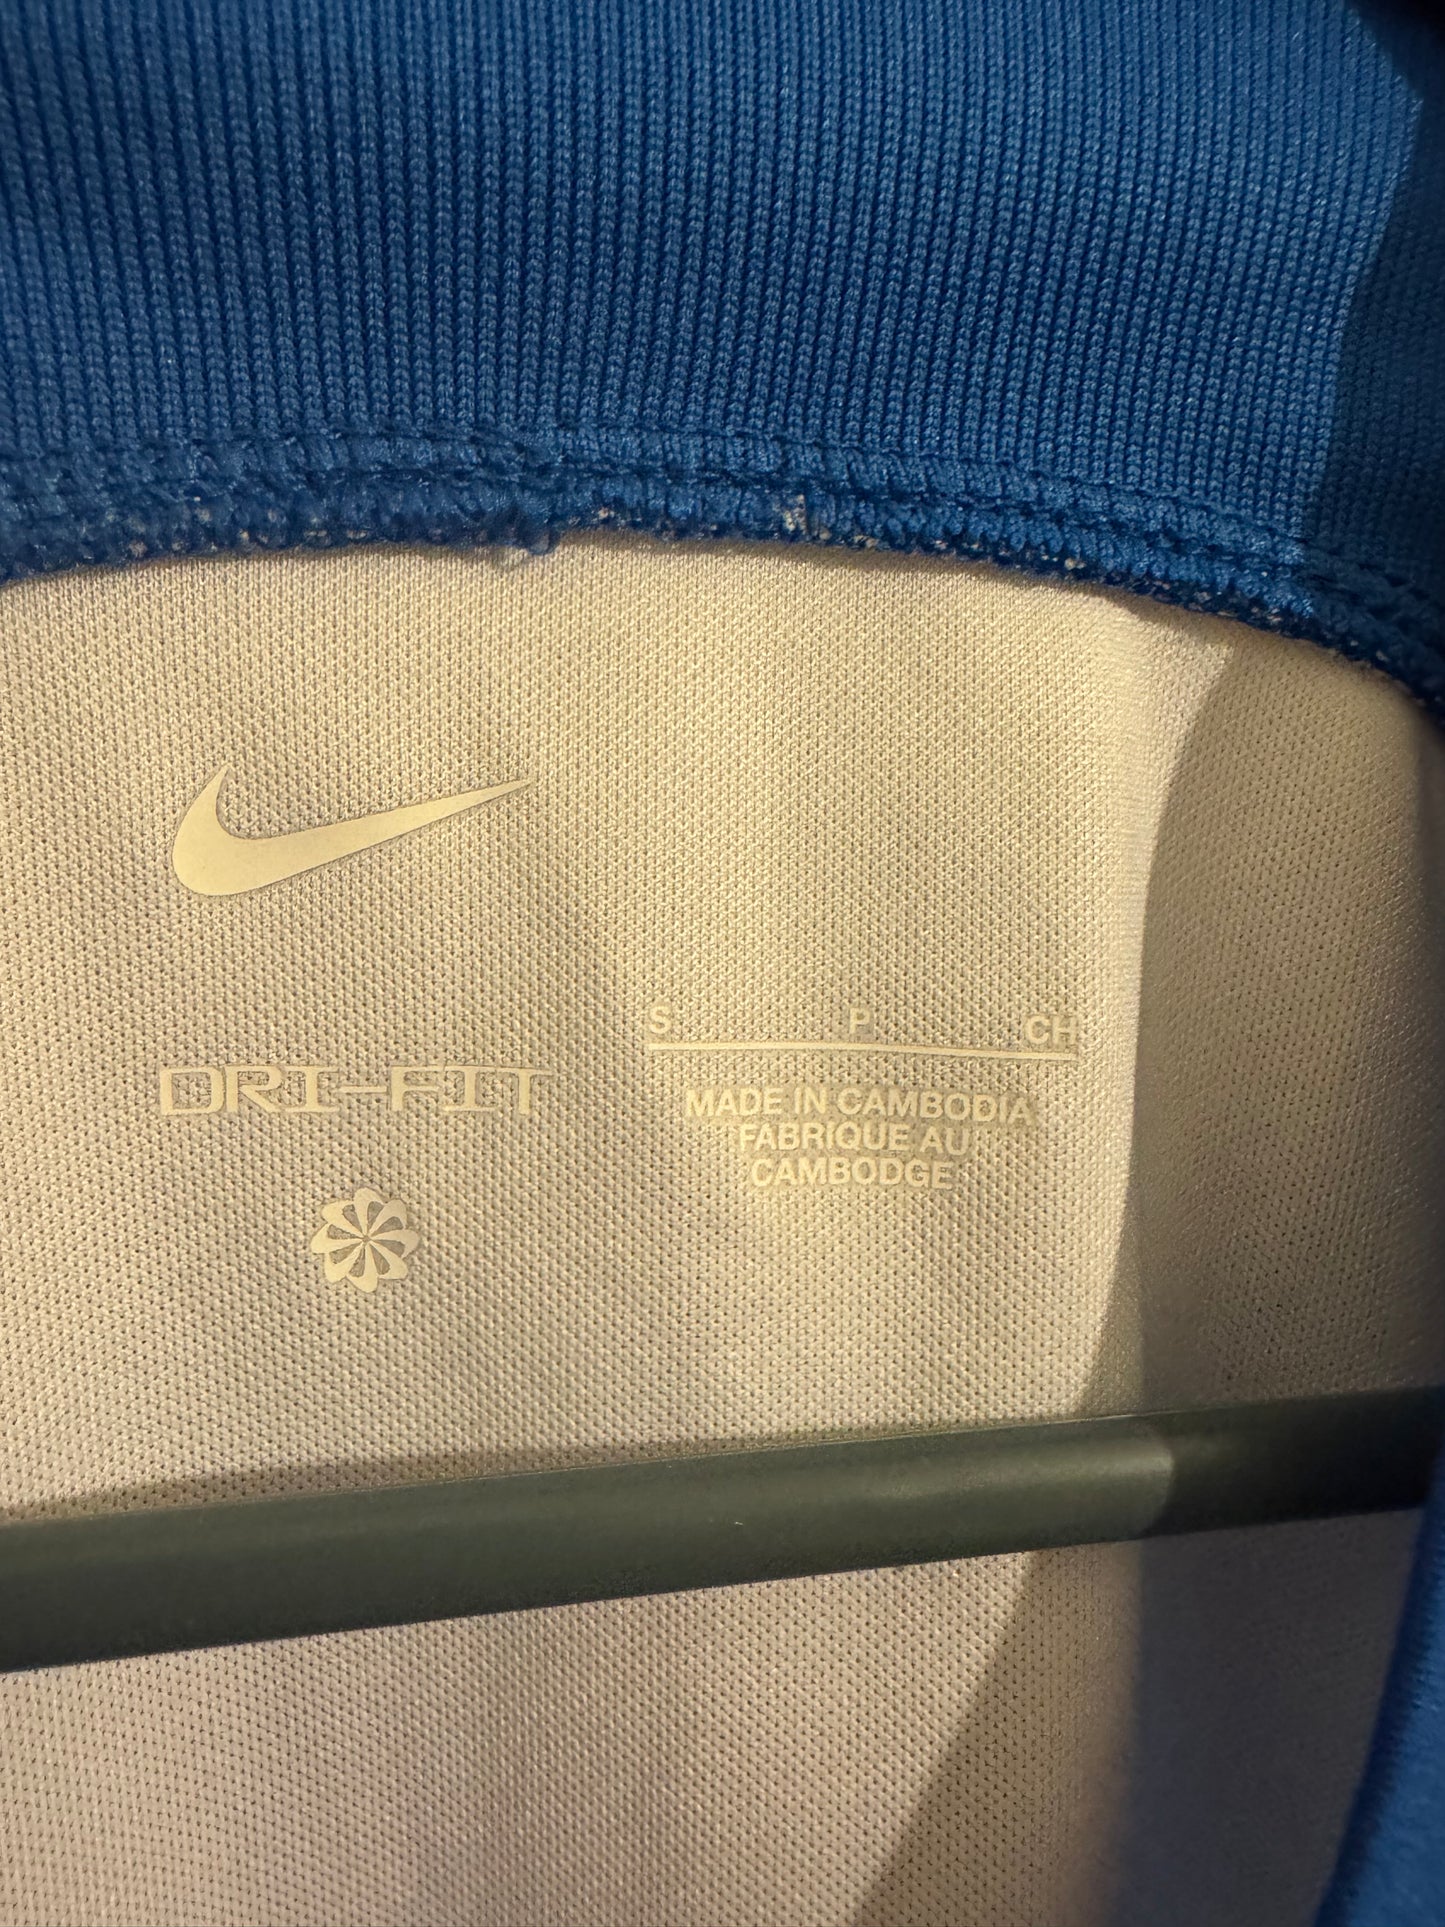 DRI-FIT
S P CH
MADE IN CAMBODIA
FABRIQUE AU
CAMBODGE